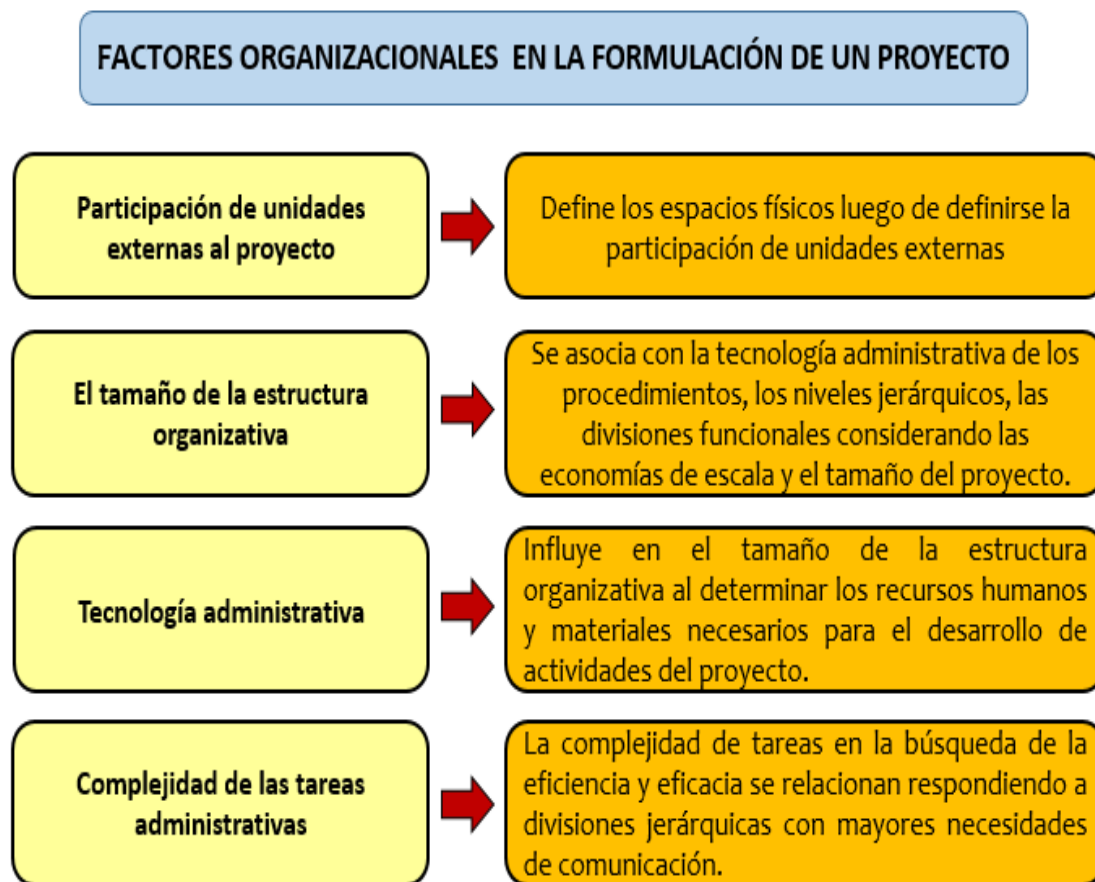 FACTORES ORGANIZACIONALES EN LA FORMULACIÓN DE UN PROYECTO
Participación de unidades
externas al proyecto
Define los espacios físicos luego de definirse la
participación de unidades externas
El tamaño de la estructura
organizativa
Se asocia con la tecnología administrativa de los
procedimientos, los niveles jerárquicos, las
divisiones funcionales considerando las
economías de escala y el tamaño del proyecto.
Tecnología administrativa
Influye en el tamaño de la estructura
organizativa al determinar los recursos humanos
y materiales necesarios para el desarrollo de
actividades del proyecto.
Complejidad de las tareas
administrativas
La complejidad de tareas en la búsqueda de la
eficiencia y eficacia se relacionan respondiendo a
divisiones jerárquicas con mayores necesidades
de comunicación.